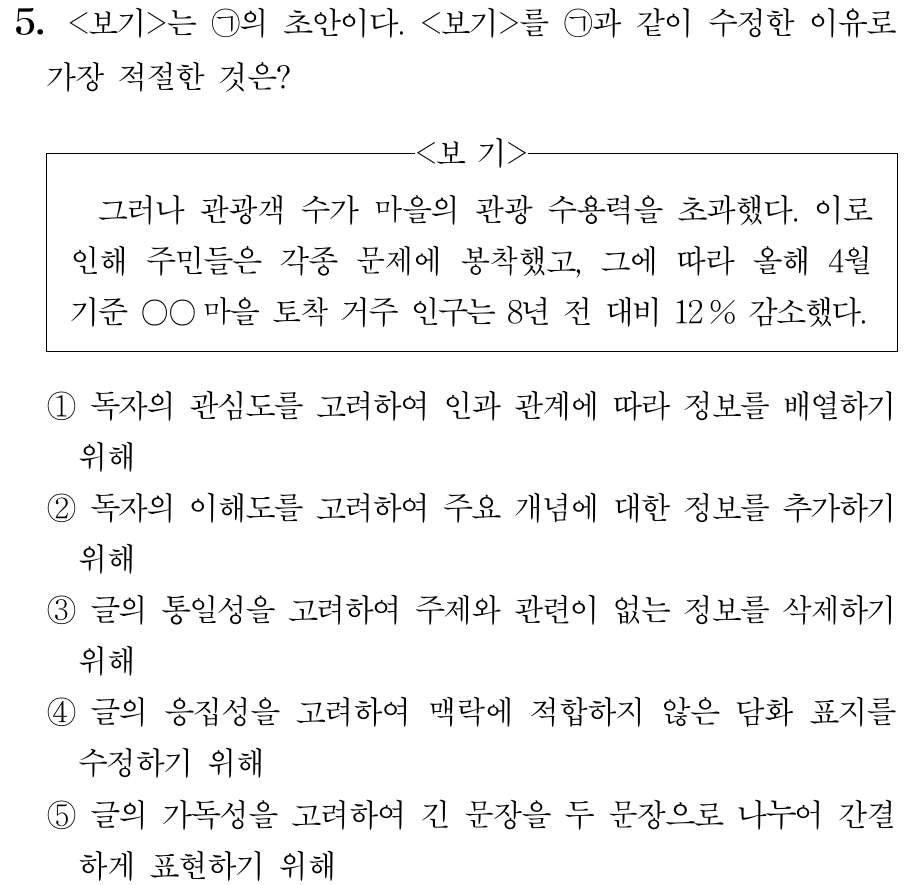 5. <보기>는 ㉠의 초안이다. <보기>를 ㉠과 같이 수정한 이유로
가장 적절한 것은?
<보 기>
그러나 관광객 수가 마을의 관광 수용력을 초과했다. 이로
인해 주민들은 각종 문제에 봉착했고, 그에 따라 올해 4월
기준 ○○ 마을 토착 거주 인구는 8년 전 대비 12% 감소했다.
① 독자의 관심도를 고려하여 인과 관계에 따라 정보를 배열하기
위해
② 독자의 이해도를 고려하여 주요 개념에 대한 정보를 추가하기
위해
③ 글의 통일성을 고려하여 주제와 관련이 없는 정보를 삭제하기
위해
④ 글의 응집성을 고려하여 맥락에 적합하지 않은 담화 표지를
수정하기 위해
⑤ 글의 가독성을 고려하여 긴 문장을 두 문장으로 나누어 간결
하게 표현하기 위해